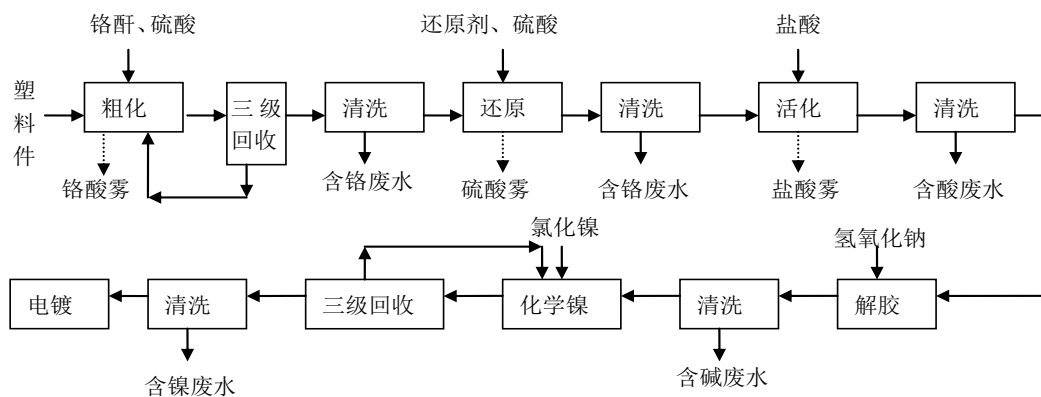 铬酐、硫酸
还原剂、硫酸
盐酸
塑料件
粗化
三级
回收
清洗
还原
清洗
活化
清洗
铬酸雾
含铬废水
硫酸雾
含铬废水
盐酸雾
含酸废水
氯化镍
氢氧化钠
电镀
清洗
三级回收
化学镍
清洗
解胶
含镍废水
含碱废水